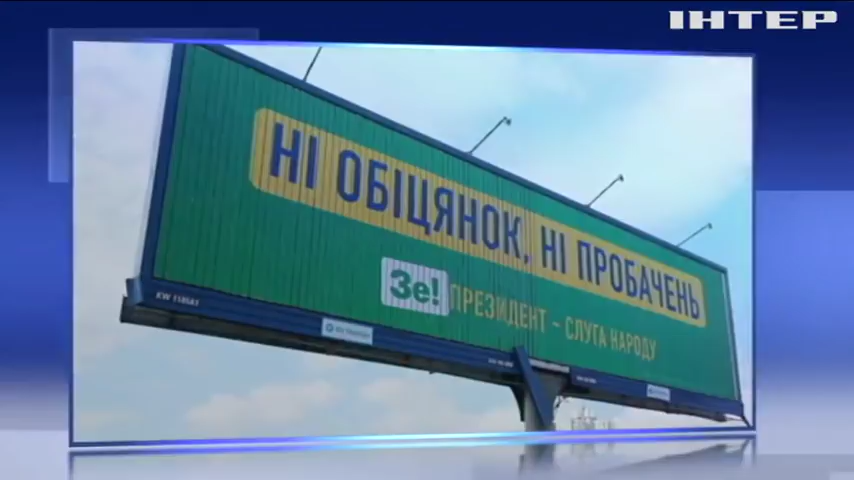 ІНТЕР
НІ ОБІЦЯНОК, НІ ПРОБАЧЕНЬ
Зе! ПРЕЗИДЕНТ - СЛУГА НАРОДУ